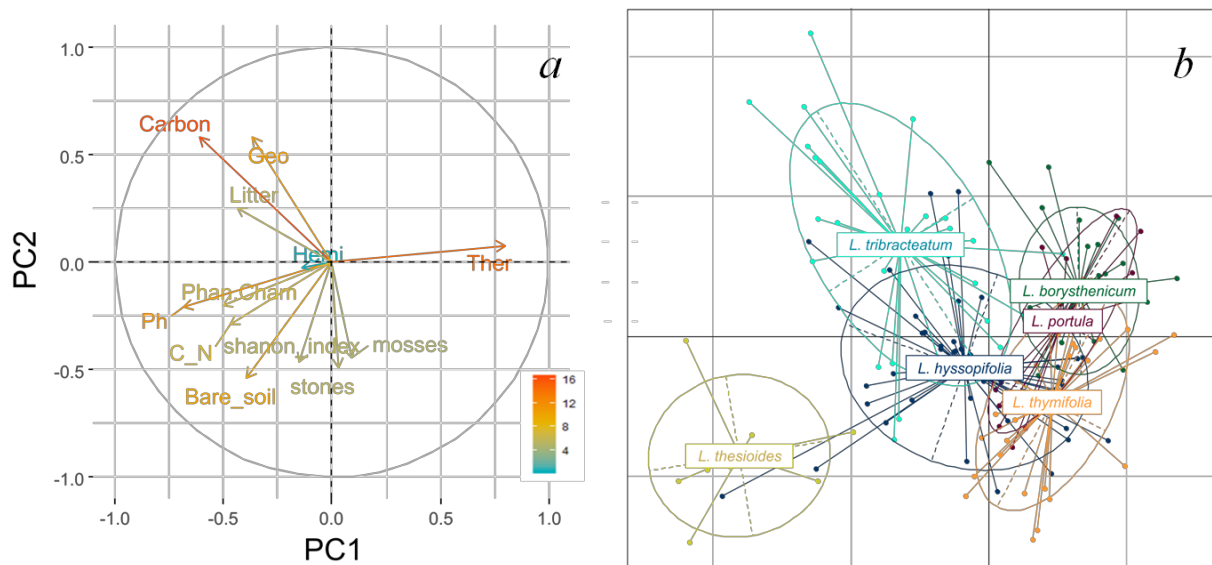 a
1.0
0.5
0.0
-0.5
-1.0
PC2
Carbon
Geo
Litter
Hemi
Ther
Phan
Cham
Ph
C_N
shanon_index
mosses
stones
Bare_soil
16
12
8
4
-1.0 -0.5 0.0 0.5 1.0
PC1
b
L. tribracteatum
L. borysthenicum
L. portula
L. hyssopifolia
L. thymifolia
L. thesioides